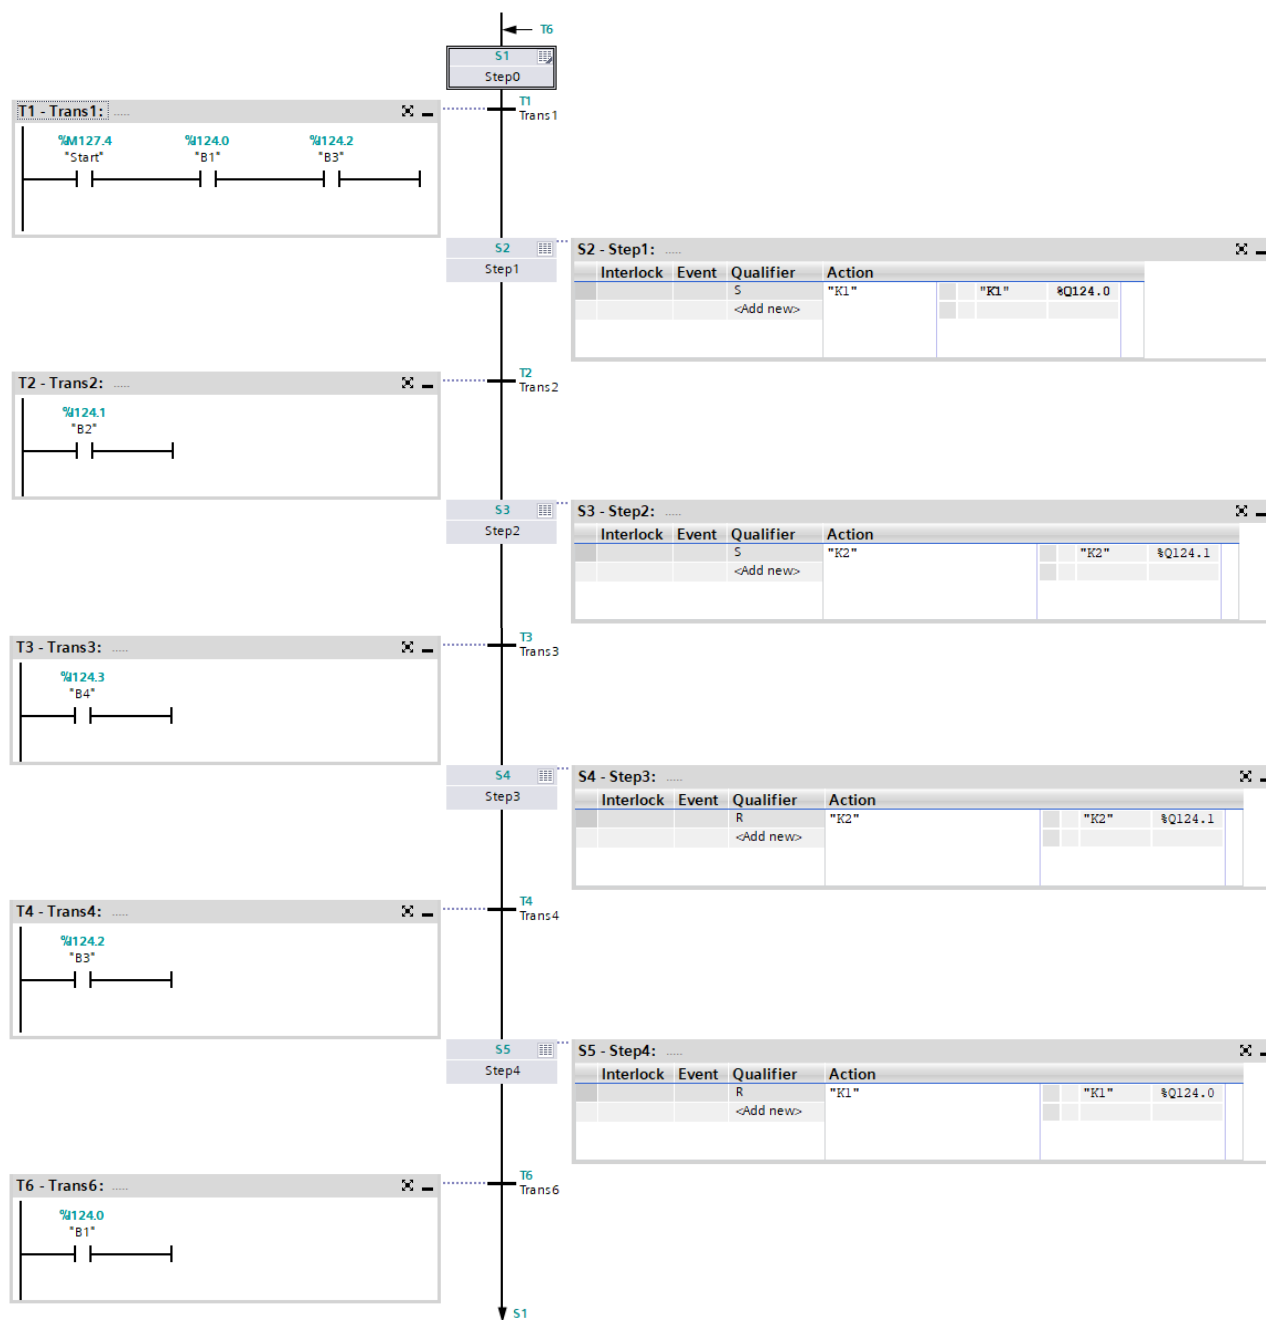 T6
S1
Step0
T1 - Trans1: .....
T1
Trans1
%M127.4 %I124.0 %I124.2
"Start" "B1" "B3"
S2
Step1
S2 - Step1: .....
Interlock Event Qualifier Action
S "K1" "K1" %Q124.0
<Add new>
T2 - Trans2: .....
T2
Trans2
%I124.1
"B2"
S3
Step2
S3 - Step2: .....
Interlock Event Qualifier Action
S "K2" "K2" %Q124.1
<Add new>
T3 - Trans3: .....
T3
Trans3
%I124.3
"B4"
S4
Step3
S4 - Step3: .....
Interlock Event Qualifier Action
R "K2" "K2" %Q124.1
<Add new>
T4 - Trans4: .....
T4
Trans4
%I124.2
"B3"
S5
Step4
S5 - Step4: .....
Interlock Event Qualifier Action
R "K1" "K1" %Q124.0
<Add new>
T6 - Trans6: .....
T6
Trans6
%I124.0
"B1"
S1